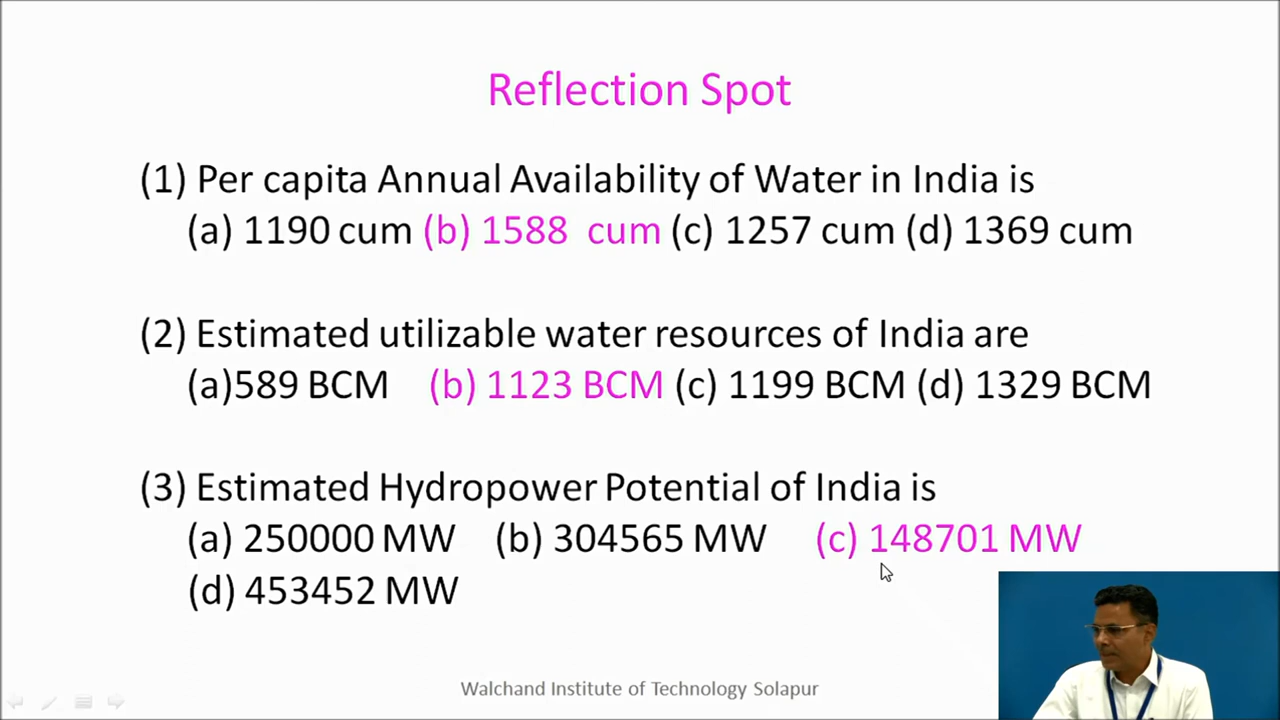 Reflection Spot
(1) Per capita Annual Availability of Water in India is
(a) 1190 cum (b) 1588 cum (c) 1257 cum (d) 1369 cum
(2) Estimated utilizable water resources of India are
(a)589 BCM (b) 1123 BCM (c) 1199 BCM (d) 1329 BCM
(3) Estimated Hydropower Potential of India is
(a) 250000 MW (b) 304565 MW (c) 148701 MW
(d) 453452 MW
Walchand Institute of Technology Solapur